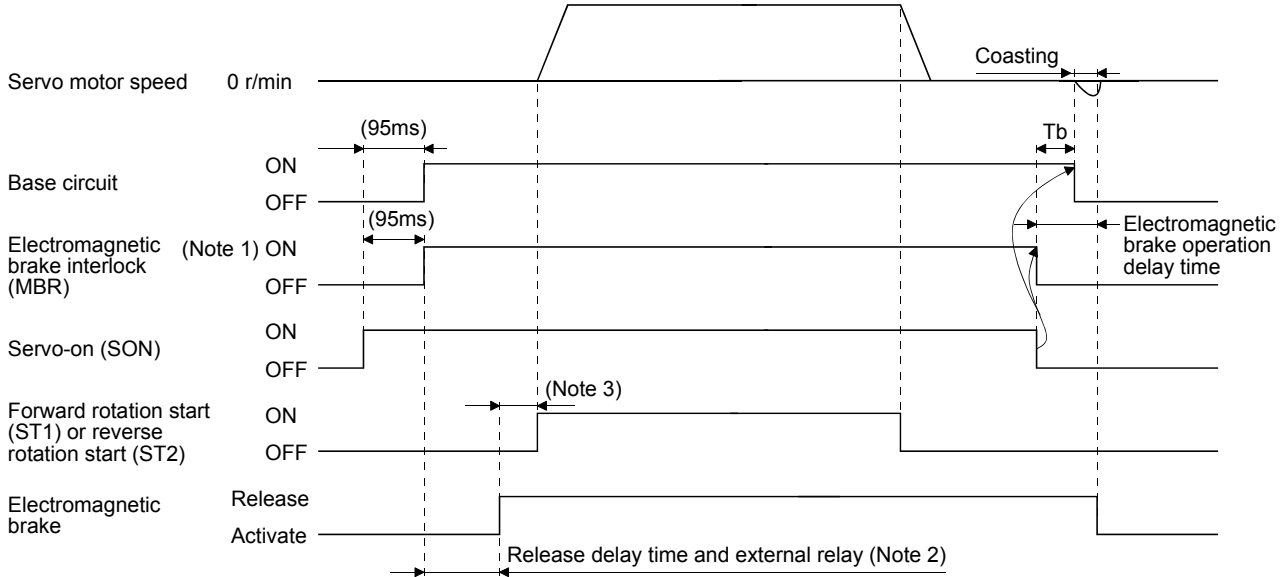 Coasting
Servo motor speed 0 r/min
(95ms)
Tb
ON
Base circuit
OFF
(95ms)
Electromagnetic
brake interlock
(MBR)
(Note 1) ON
OFF
Electromagnetic
brake operation
delay time
ON
Servo-on (SON)
OFF
(Note 3)
Forward rotation start
(ST1) or reverse
rotation start (ST2)
ON
OFF
Electromagnetic
brake
Release
Activate
Release delay time and external relay (Note 2)